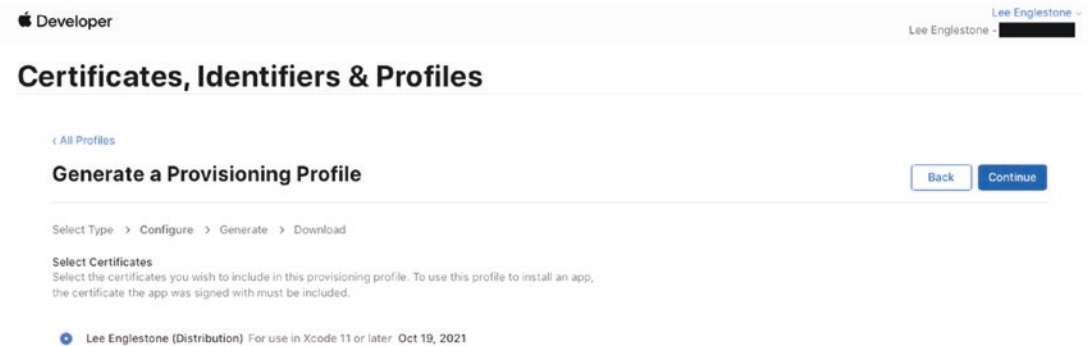 Developer
Lee Englestone
Lee Englestone -
Certificates, Identifiers & Profiles
< All Profiles
Generate a Provisioning Profile
Back
Continue
Select Type > Configure > Generate > Download
Select Certificates
Select the certificates you wish to include in this provisioning profile. To use this profile to install an app,
the certificate the app was signed with must be included.
Lee Englestone (Distribution) For use in Xcode 11 or later Oct 19, 2021